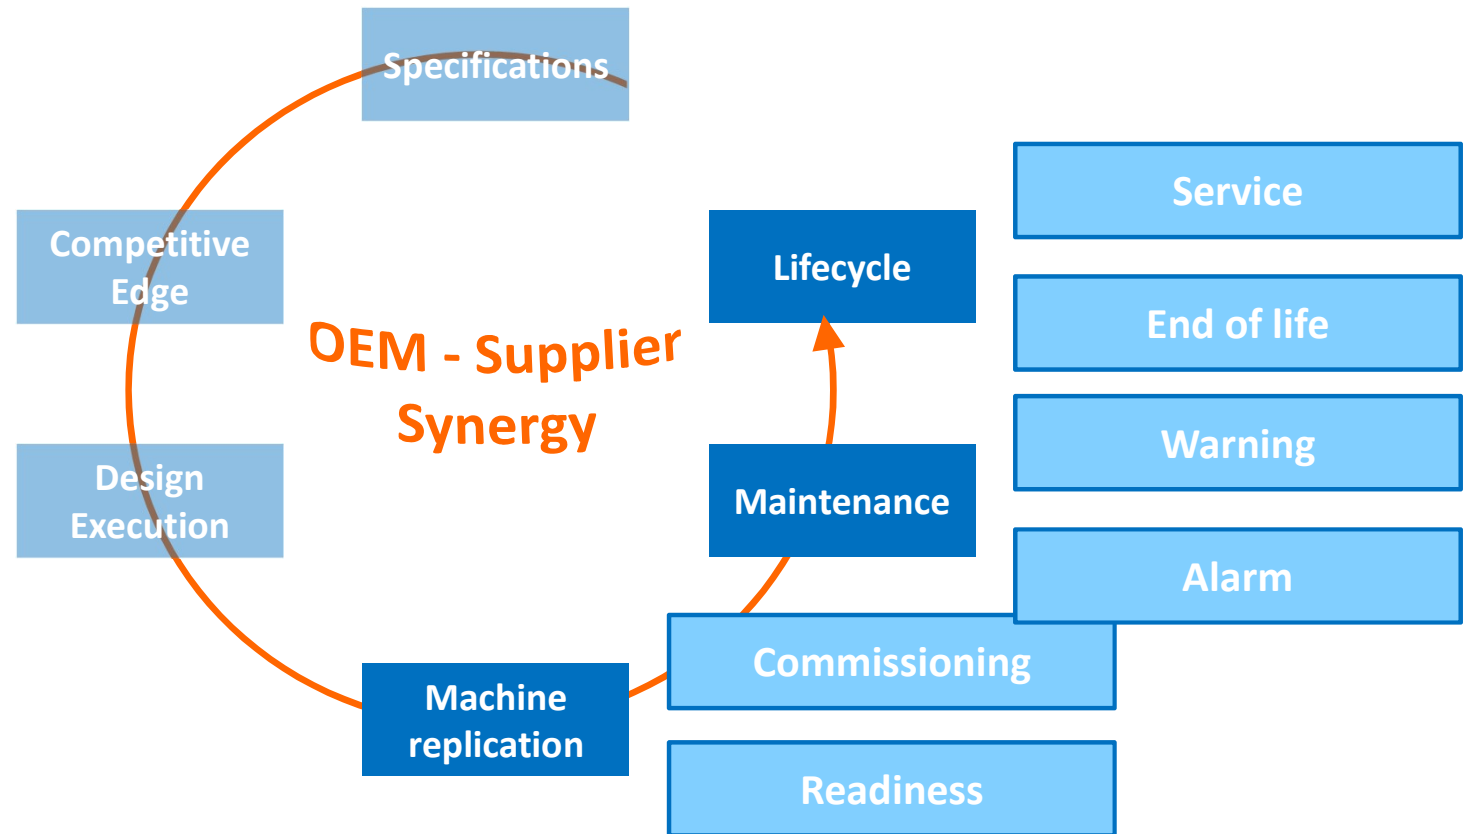 Specifications
Competitive
Edge
Design
Execution
OEM - Supplier
Synergy
Machine
replication
Lifecycle
Maintenance
Service
End of life
Warning
Alarm
Commissioning
Readiness